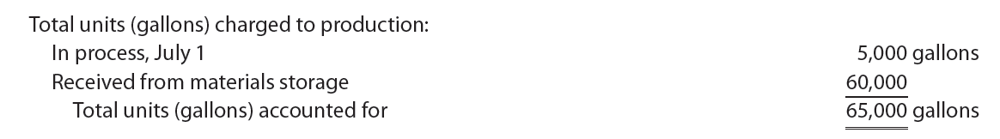 Total units (gallons) charged to production:
In process, July 1 5,000 gallons
Received from materials storage 60,000
Total units (gallons) accounted for 65,000 gallons